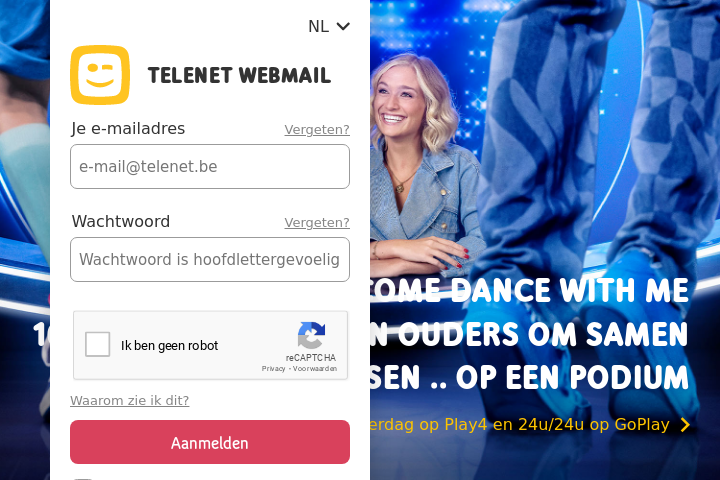 NL
TELENET WEBMAIL
Je e-mailadres
Vergeten?
e-mail@telenet.be
Wachtwoord
Vergeten?
Wachtwoord is hoofdlettergevoelig
Ik ben geen robot
reCAPTCHA
Privacy - Voorwaarden
Waarom zie ik dit?
Aanmelden
COME DANCE WITH ME
OUDERS OM SAMEN
.. OP EEN PODIUM
op Play4 en 24u/24u op GoPlay